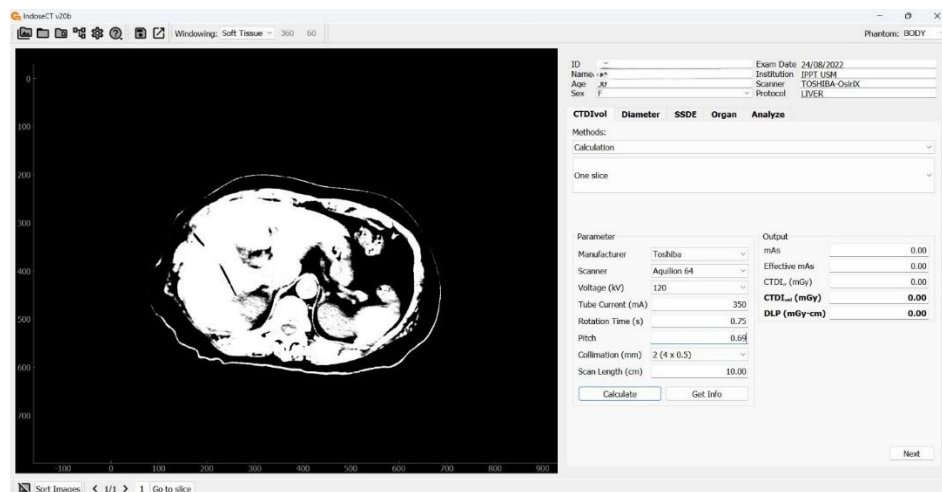 IndoseCT v20b
Windowing: Soft Tissue 360 60 Phantom: BODY
ID Exam Date 24/08/2022
Name Institution IPPT USM
Age Scanner TOSHIBA-OsiriX
Sex F Protocol LIVER
CTDIvol Diameter SSDE Organ Analyze
Methods:
Calculation
One slice
Parameter Output
Manufacturer Toshiba mAs 0.00
Scanner Aquilion 64 Effective mAs 0.00
Voltage (kV) 120 CTDIw (mGy) 0.00
Tube Current (mA) 350 CTDIvol (mGy) 0.00
Rotation Time (s) 0.75 DLP (mGy-cm) 0.00
Pitch 0.69
Collimation (mm) 2 (4 x 0.5)
Scan Length (cm) 10.00
Calculate Get Info
Next
0
100
200
300
400
500
600
700
-100 0 100 200 300 400 500 600 700 800 900
Sort Images < 1/1 > 1 Go to slice